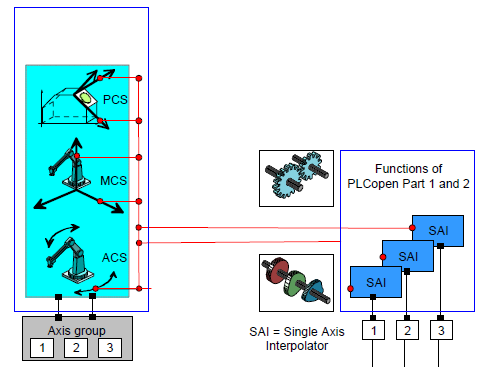 PCS
MCS
ACS
Axis group
1 2 3
Functions of
PLCopen Part 1 and 2
SAI
SAI
SAI
SAI = Single Axis
Interpolator
1 2 3